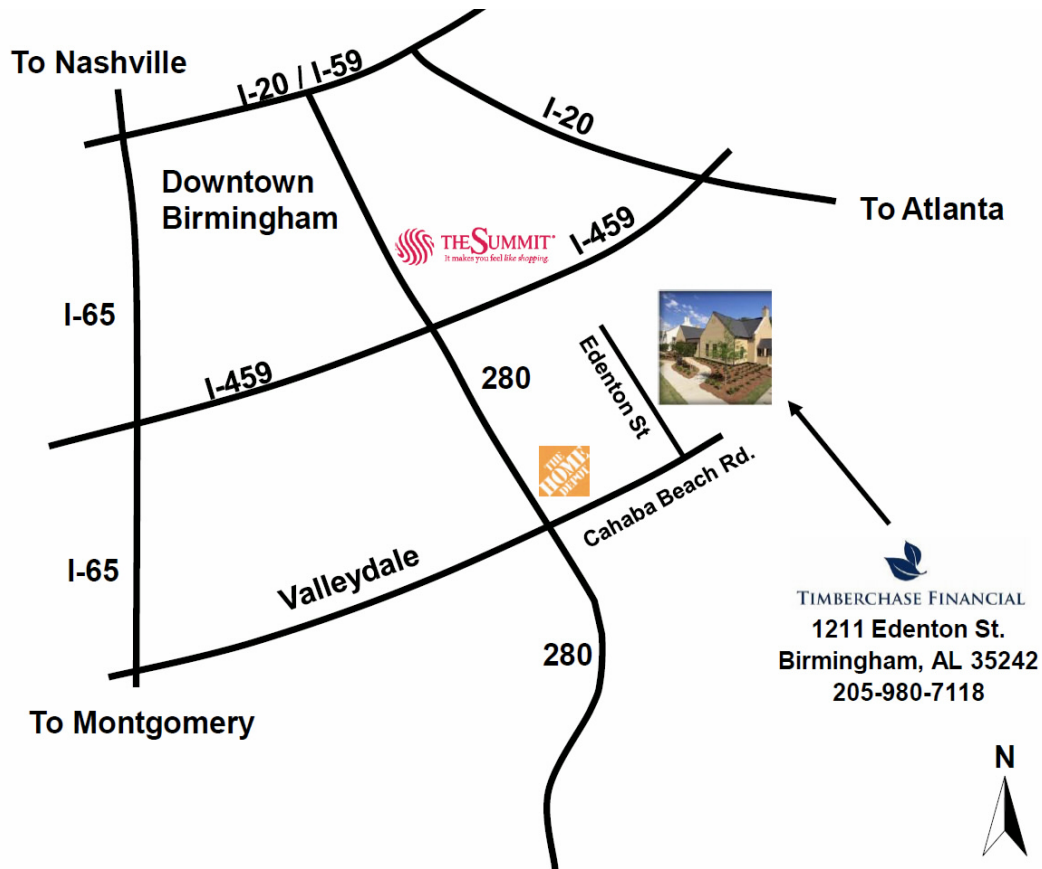 To Nashville
I-20 / I-59
I-20
Downtown
Birmingham
To Atlanta
THE SUMMIT
It makes you feel like shopping.
I-459
I-65
I-459
280
Edenton St
THE
HOME
DEPOT
Cahaba Beach Rd.
Valleydale
I-65
280
TIMBERCHASE FINANCIAL
1211 Edenton St.
Birmingham, AL 35242
205-980-7118
To Montgomery
N